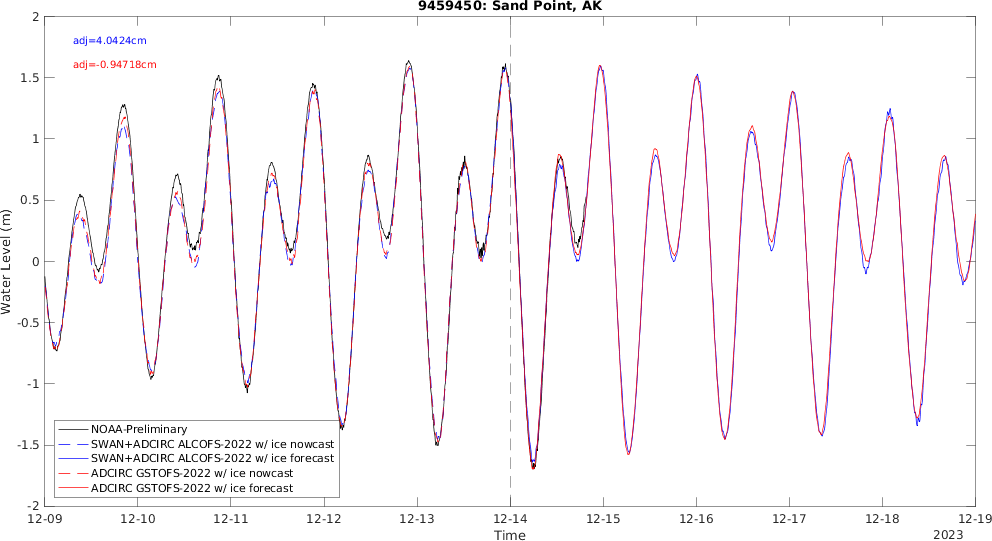 9459450: Sand Point, AK
adj=4.0424cm
adj=-0.94718cm
2
1.5
1
0.5
0
-0.5
-1
-1.5
-2
Water Level (m)
NOAA-Preliminary
SWAN+ADCIRC ALCOFS-2022 w/ ice nowcast
SWAN+ADCIRC ALCOFS-2022 w/ ice forecast
ADCIRC GSTOFS-2022 w/ ice nowcast
ADCIRC GSTOFS-2022 w/ ice forecast
12-09 12-10 12-11 12-12 12-13 12-14 12-15 12-16 12-17 12-18 12-19
Time
2023